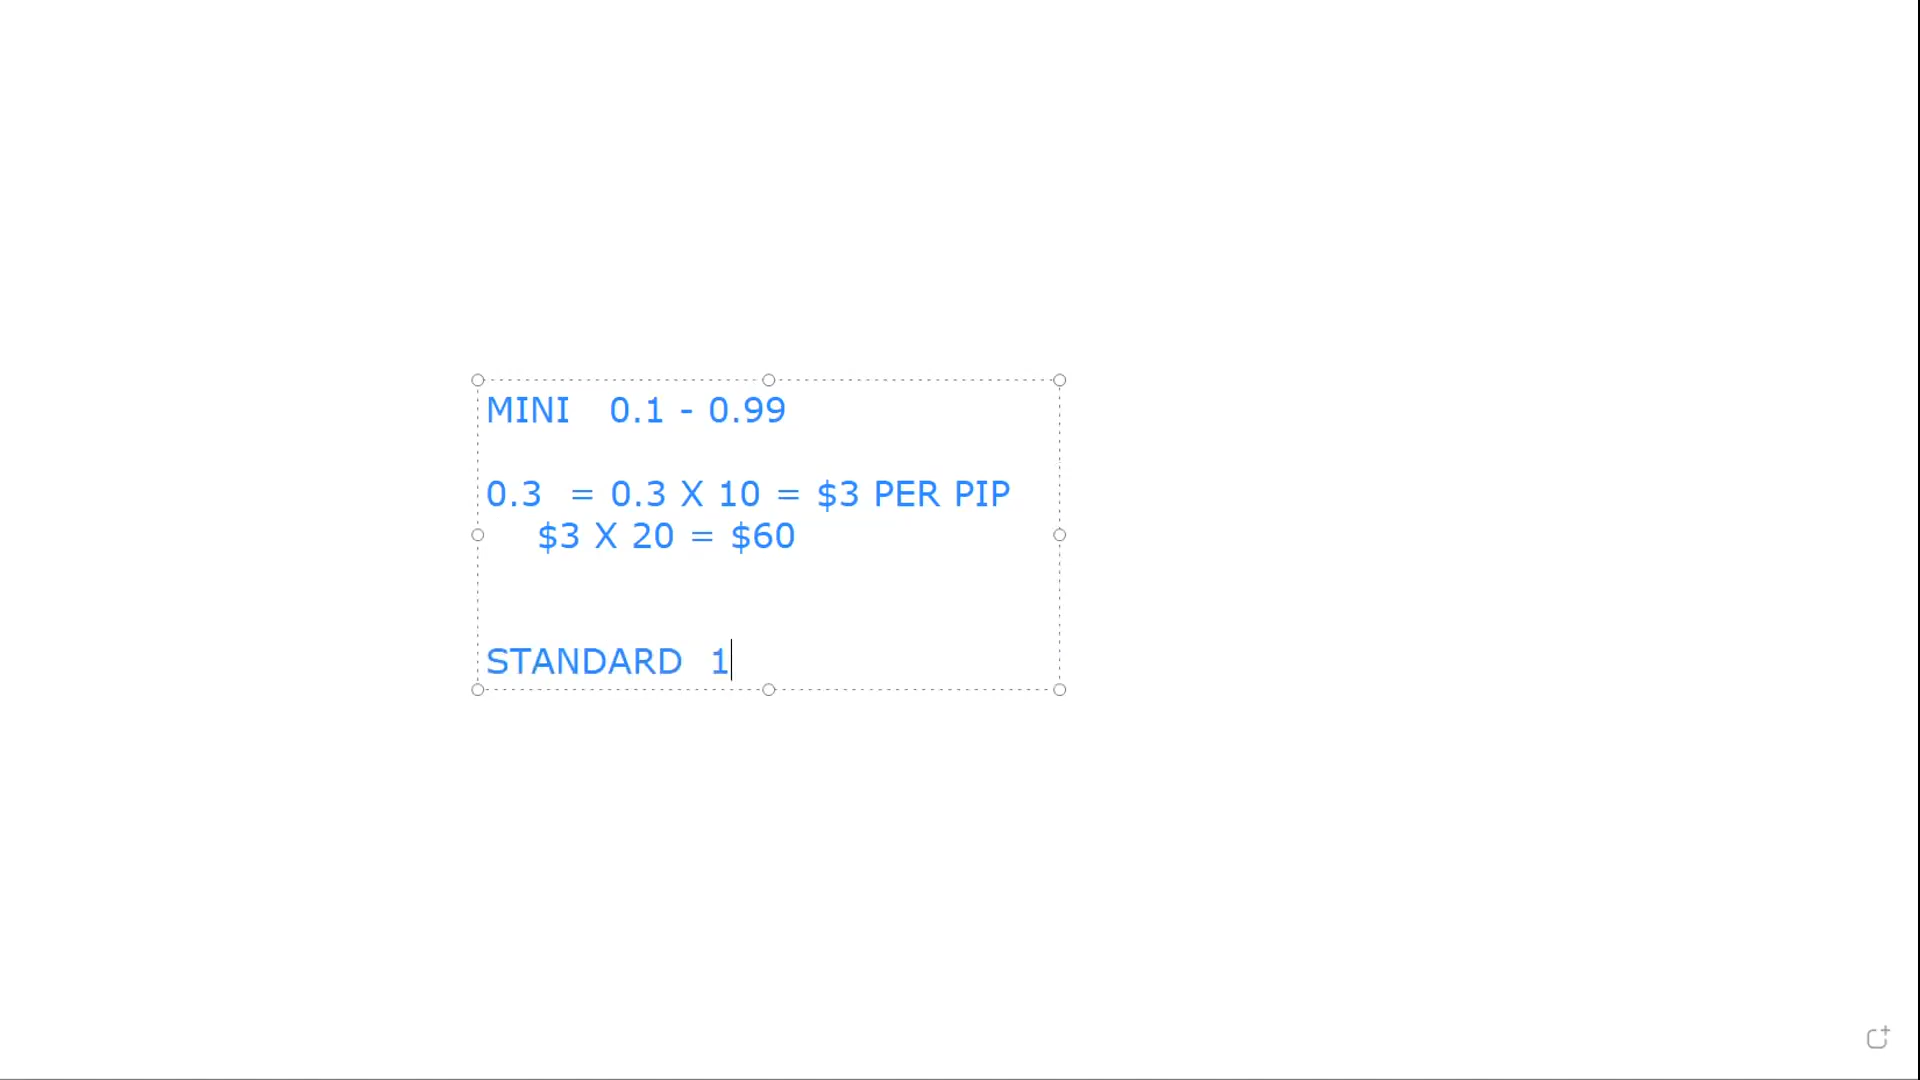 MINI 0.1 - 0.99
0.3 = 0.3 X 10 = $3 PER PIP
$3 X 20 = $60
STANDARD 1